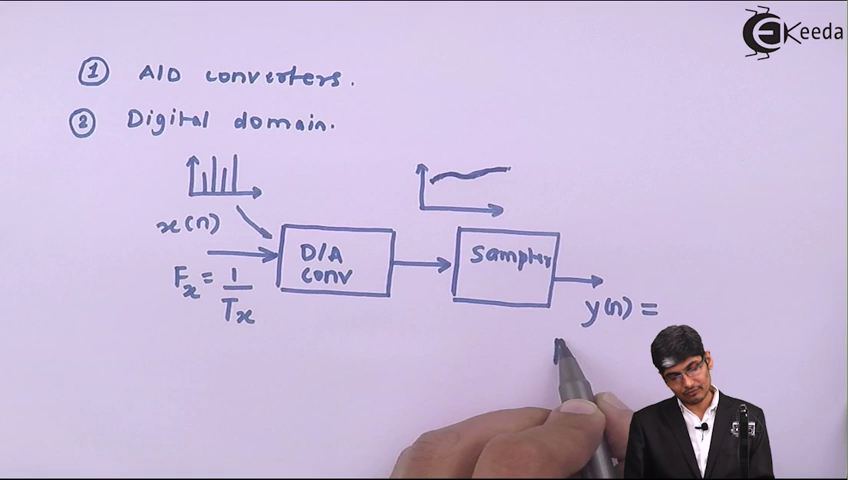 EKeeda
① A/D converters.
② Digital domain.
x(n)
D/A
conv
Sampler
Fx = 1/Tx
y(n) =